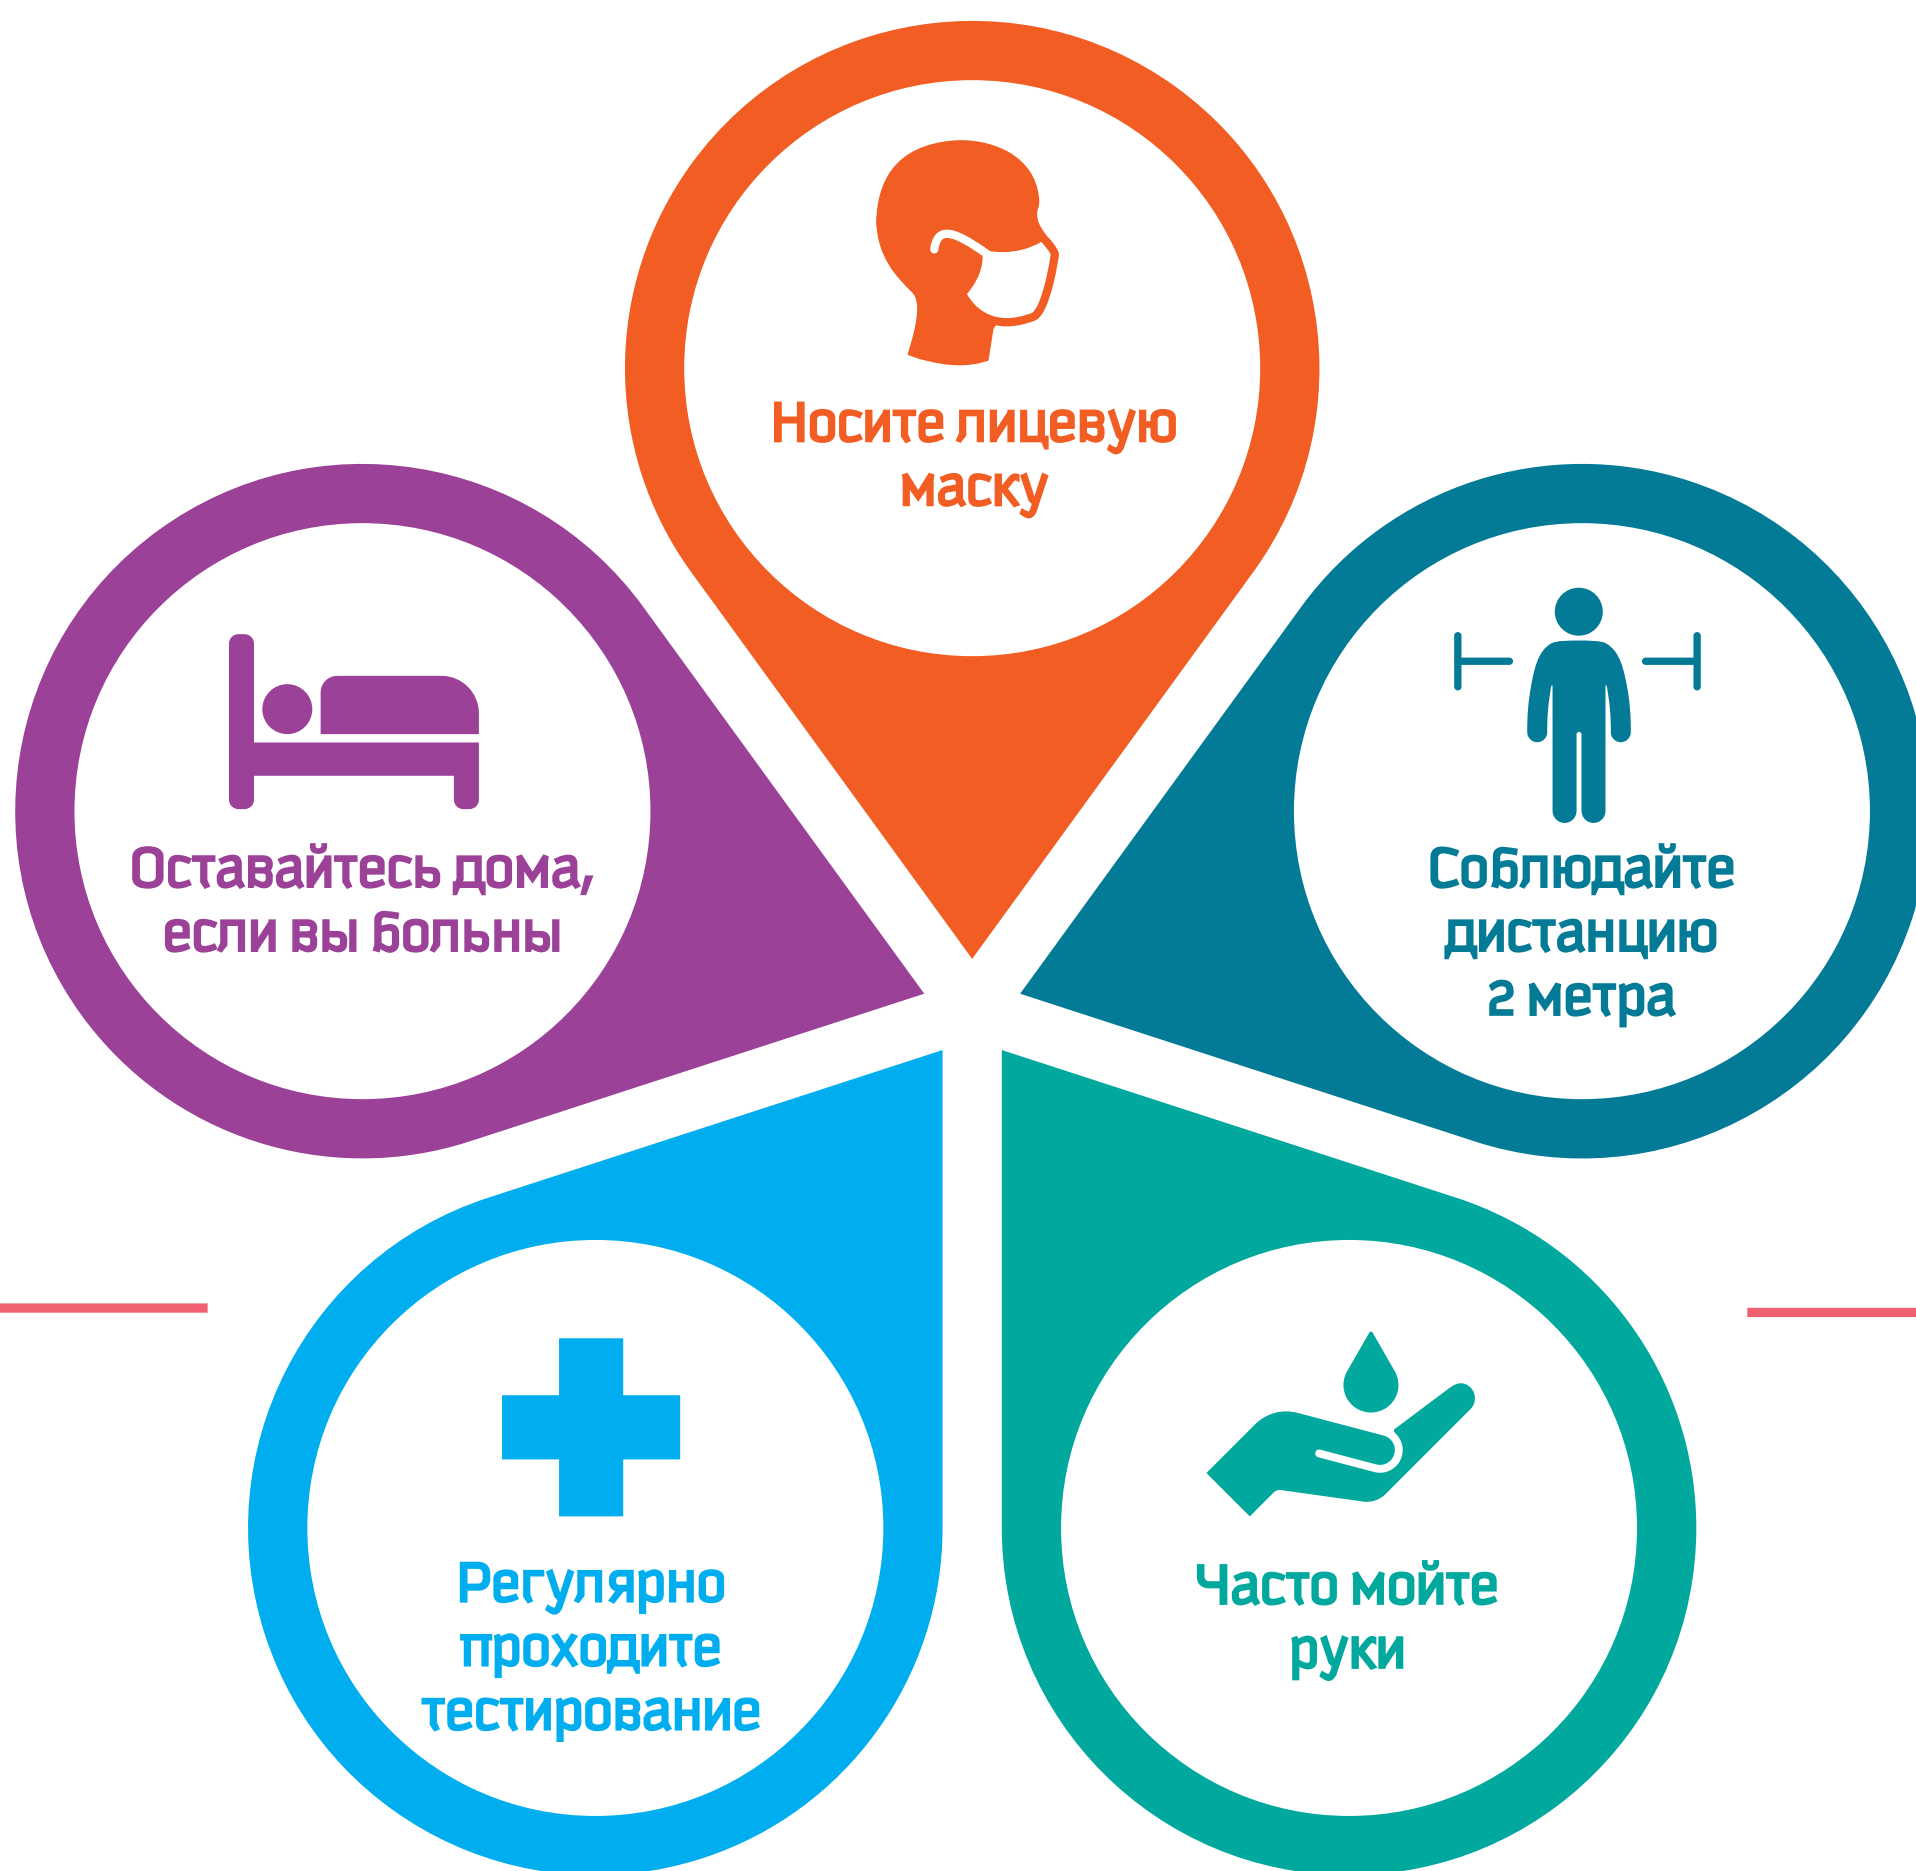 Носите лицевую
маску
Оставайтесь дома,
если вы больны
Соблюдайте
дистанцию
2 метра
Регулярно
проходите
тестирование
Часто мойте
руки